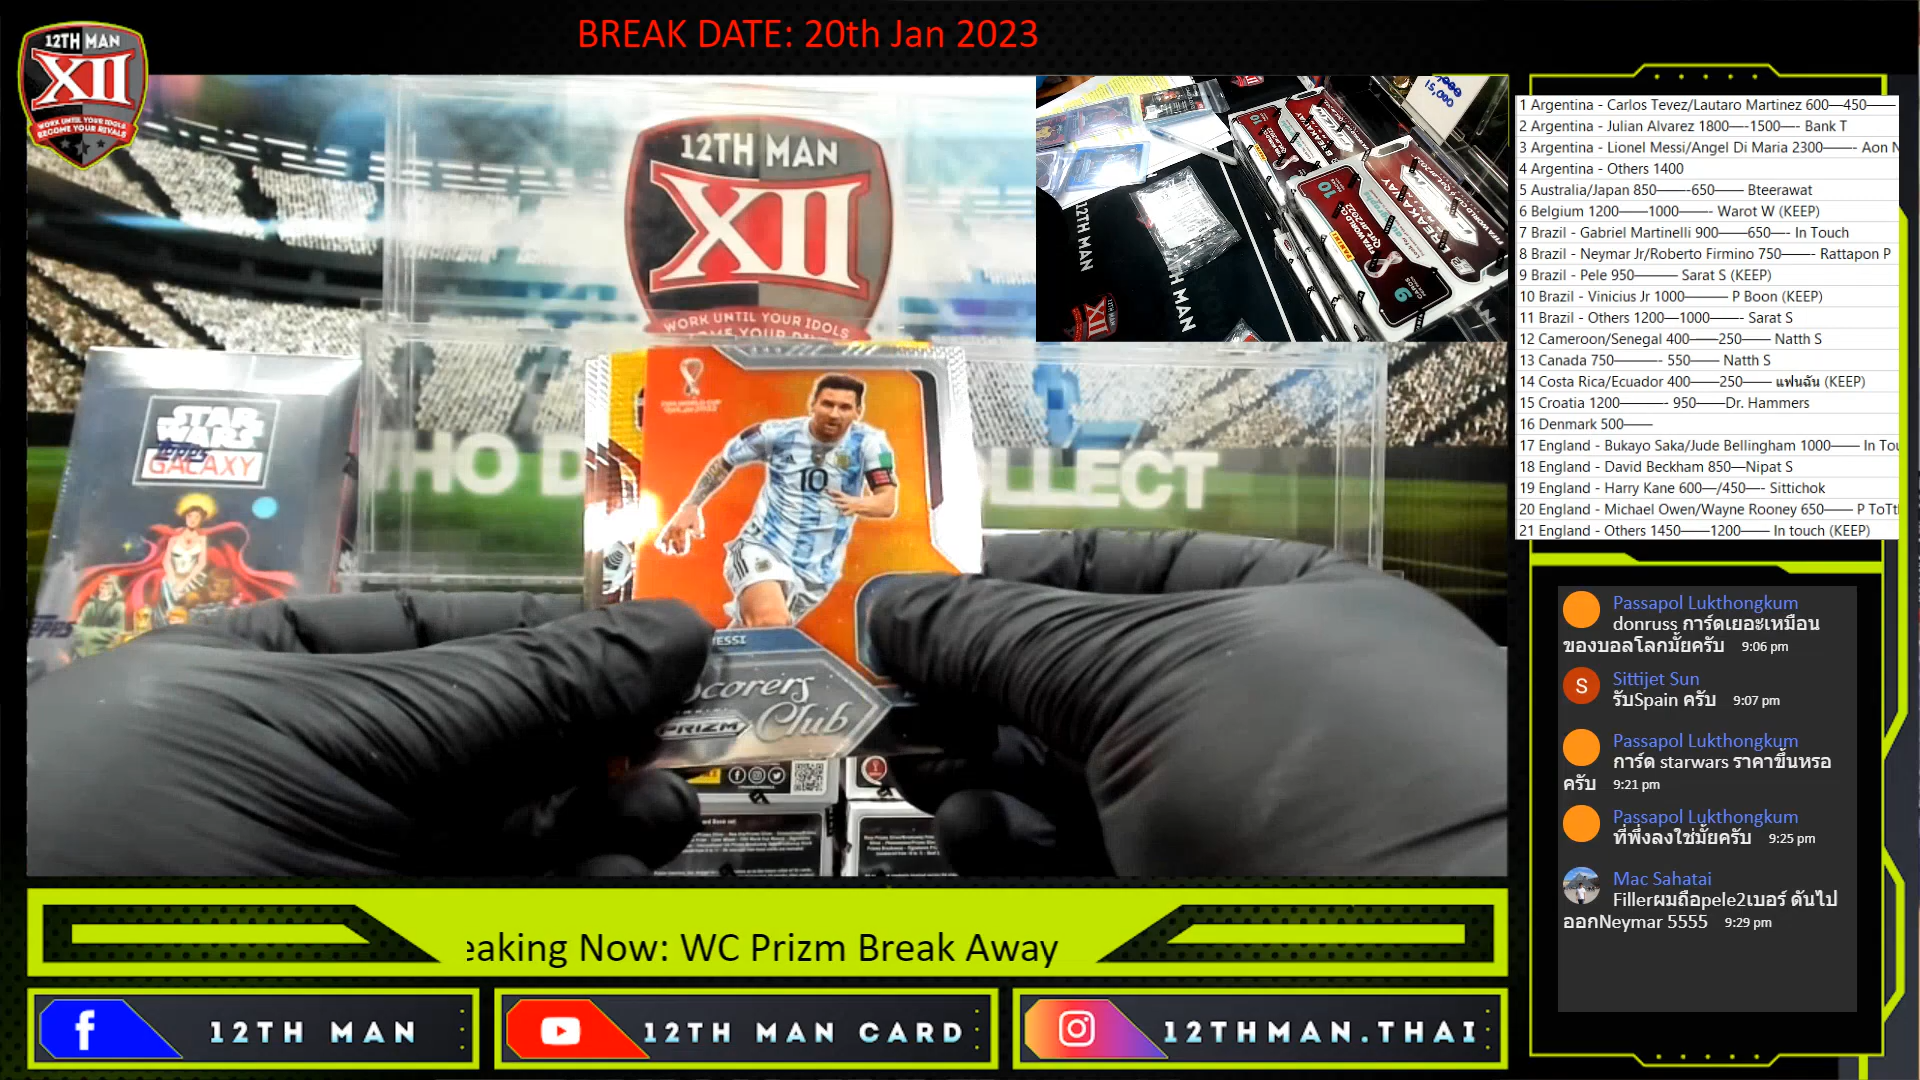 BREAK DATE: 20th Jan 2023
12TH MAN
XII
WORK UNTIL YOUR IDOLS
BECOME YOUR RIVALS
12TH MAN
XII
WORK UNTIL YOUR IDOLS
STAR
WARS
Topps
GALAXY
WHO D
LLECT
10
ESSI
Scorers
Club
PRIZM
15,000
12TH MAN
XII
10
6
CARDS
1 Argentina - Carlos Tevez/Lautaro Martinez 600—450——
2 Argentina - Julian Alvarez 1800—-1500—- Bank T
3 Argentina - Lionel Messi/Angel Di Maria 2300——- Aon N
4 Argentina - Others 1400
5 Australia/Japan 850——-650—— Bteerawat
6 Belgium 1200——1000——- Warot W (KEEP)
7 Brazil - Gabriel Martinelli 900——650—- In Touch
8 Brazil - Neymar Jr/Roberto Firmino 750——- Rattapon P
9 Brazil - Pele 950——— Sarat S (KEEP)
10 Brazil - Vinicius Jr 1000——— P Boon (KEEP)
11 Brazil - Others 1200—1000——- Sarat S
12 Cameroon/Senegal 400——250—— Natth S
13 Canada 750——- 550—— Natth S
14 Costa Rica/Ecuador 400——250—— แฟนฉัน (KEEP)
15 Croatia 1200———- 950——Dr. Hammers
16 Denmark 500——
17 England - Bukayo Saka/Jude Bellingham 1000—— In Tou
18 England - David Beckham 850—Nipat S
19 England - Harry Kane 600—/450—- Sittichok
20 England - Michael Owen/Wayne Rooney 650—— P ToTt
21 England - Others 1450——1200—— In touch (KEEP)
Passapol Lukthongkum
donruss การ์ดเยอะเหมือน
ของบอลโลกมั้ยครับ 9:06 pm
S
Sittijet Sun
รับSpain ครับ 9:07 pm
Passapol Lukthongkum
การ์ด starwars ราคาขึ้นหรอ
ครับ 9:21 pm
Passapol Lukthongkum
ที่พึ่งลงใช่มั้ยครับ 9:25 pm
Mac Sahatai
Fillerผมถือpele2เบอร์ ดันไป
ออกNeymar 5555 9:29 pm
eaking Now: WC Prizm Break Away
12TH MAN
12TH MAN CARD
12THMAN.THAI